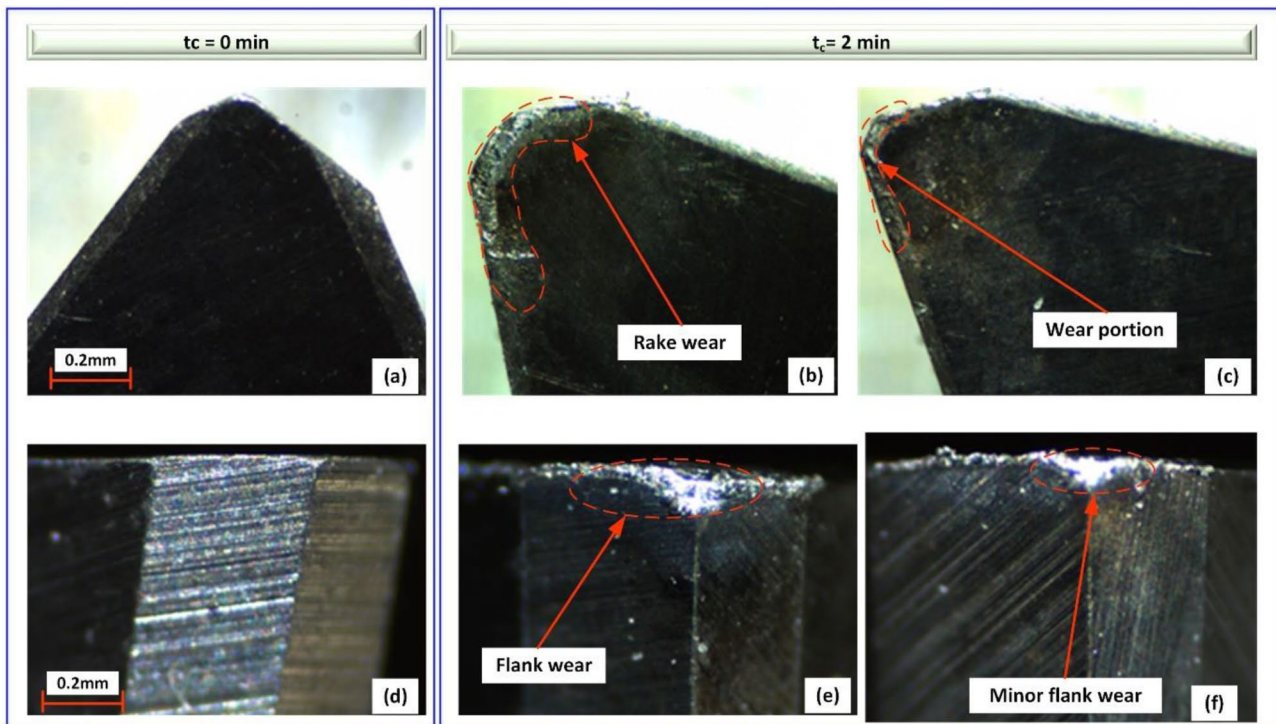 tc = 0 min
tc= 2 min
Rake wear
Wear portion
0.2mm
(a)
(b)
(c)
Flank wear
Minor flank wear
0.2mm
(d)
(e)
(f)